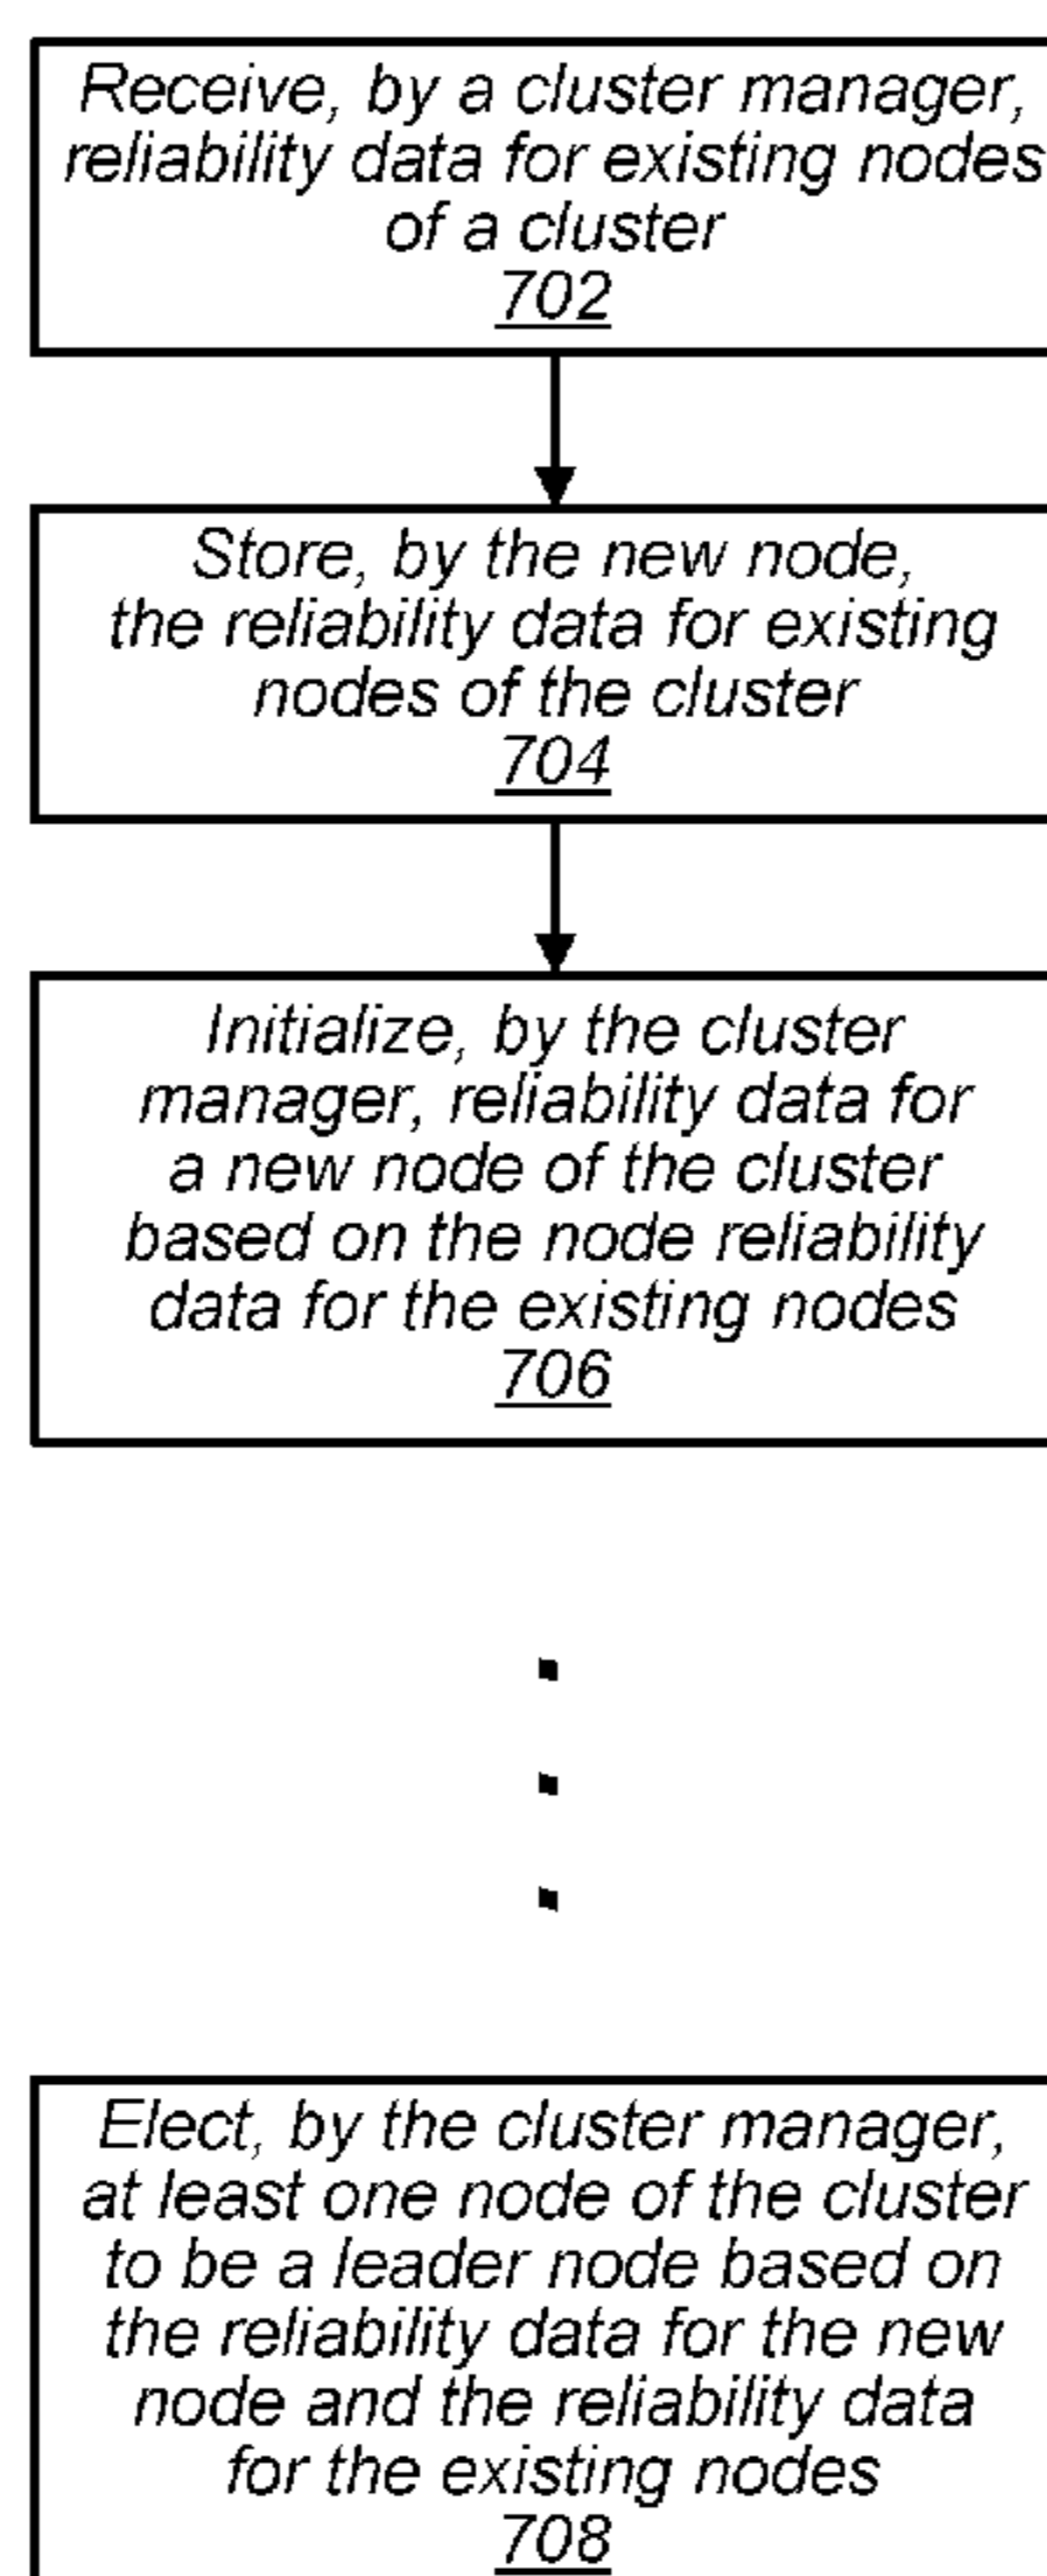 Receive, by a cluster manager,
reliability data for existing nodes
of a cluster
702
Store, by the new node,
the reliability data for existing
nodes of the cluster
704
Initialize, by the cluster
manager, reliability data for
a new node of the cluster
based on the node reliability
data for the existing nodes
706
Elect, by the cluster manager,
at least one node of the cluster
to be a leader node based on
the reliability data for the new
node and the reliability data
for the existing nodes
708